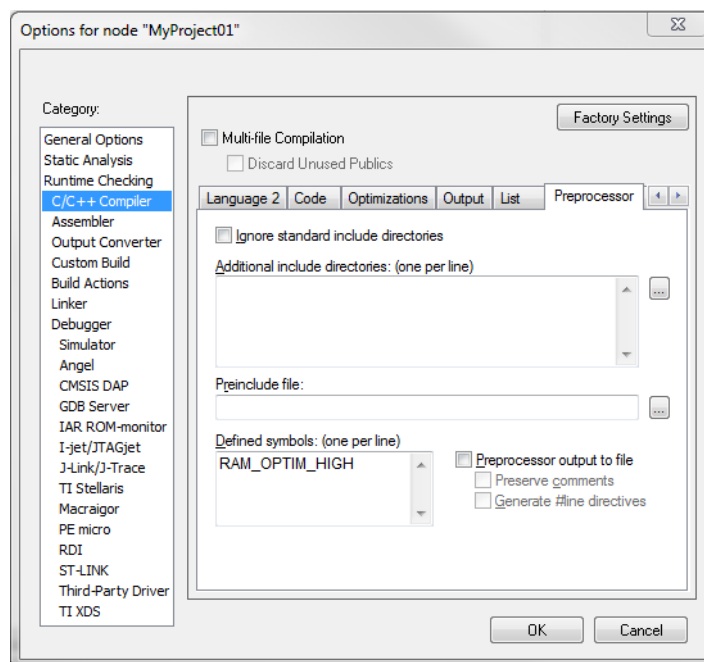 Options for node "MyProject01"
Category:
General Options
Static Analysis
Runtime Checking
C/C++ Compiler
Assembler
Output Converter
Custom Build
Build Actions
Linker
Debugger
Simulator
Angel
CMSIS DAP
GDB Server
IAR ROM-monitor
I-jet/JTAGjet
J-Link/J-Trace
TI Stellaris
Macraigor
PE micro
RDI
ST-LINK
Third-Party Driver
TI XDS
Factory Settings
Multi-file Compilation
Discard Unused Publics
Language 2 Code Optimizations Output List Preprocessor
Ignore standard include directories
Additional include directories: (one per line)
...
Preinclude file:
...
Defined symbols: (one per line)
RAM_OPTIM_HIGH
Preprocessor output to file
Preserve comments
Generate #line directives
OK Cancel